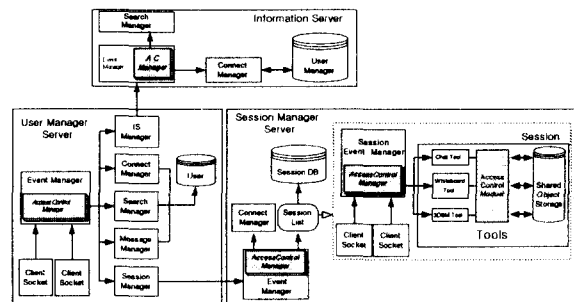 Information Server
Search
Manager
Event
Manager
A C
Manager
Connect
Manager
User
Manager
User Manager
Server
IS
Manager
Connect
Manager
Event Manager
Access Control
Manager
Search
Manager
User
Message
Manager
Session
Manager
Client
Socket
Client
Socket
Session Manager
Server
Session DB
Connect
Manager
Session
List
AccessControl
Manager
Event
Manager
Session
Event Manager
AccessControl
Manager
Client
Socket
Client
Socket
Session
Chat Tool
Whiteboard
Tool
3DBM Tool
Access
Control
Module
Shared
Object
Storage
Tools